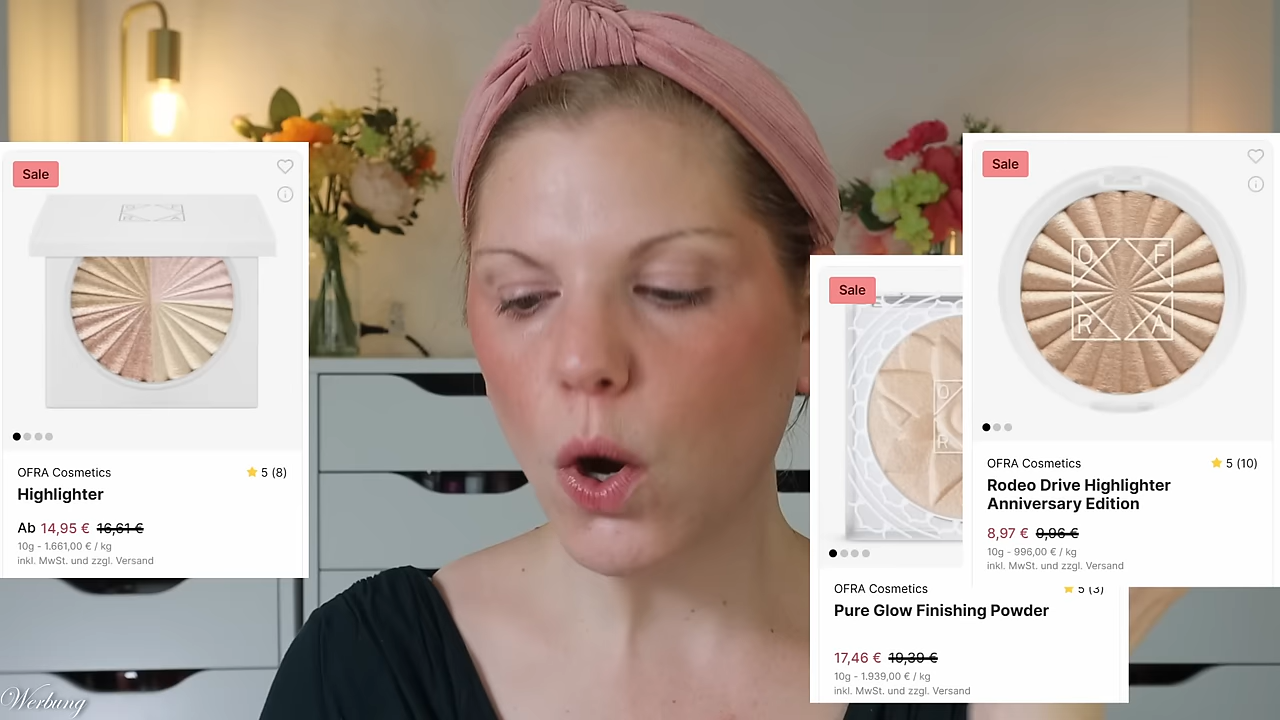 Sale
OFRA Cosmetics
5 (8)
Highlighter
Ab 14,95 € 16,61 €
10g - 1.661,00 € / kg
inkl. MwSt. und zzgl. Versand
Sale
O
R
OFRA Cosmetics
5 (3)
Pure Glow Finishing Powder
17,46 € 19,39 €
10g - 1.939,00 € / kg
inkl. MwSt. und zzgl. Versand
Sale
O F
R A
OFRA Cosmetics
5 (10)
Rodeo Drive Highlighter
Anniversary Edition
8,97 € 9,96 €
10g - 996,00 € / kg
inkl. MwSt. und zzgl. Versand
Werbung